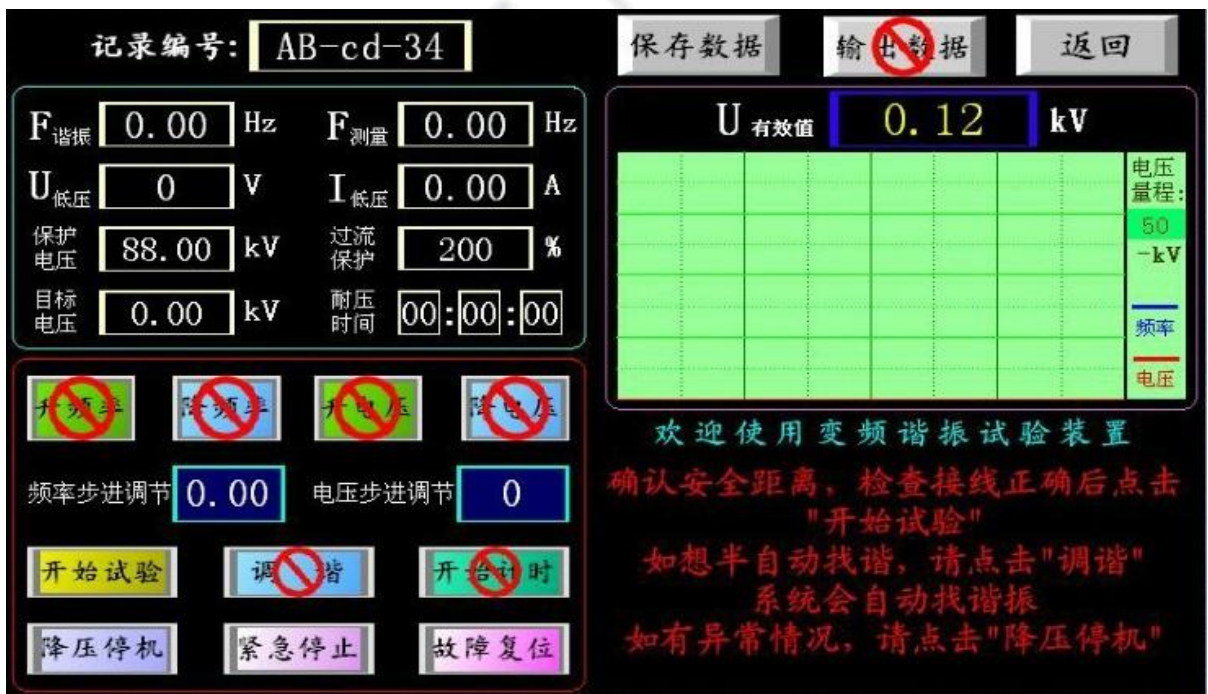 记录编号: AB-cd-34
保存数据 输出数据 返回
F谐振 0.00 Hz F测量 0.00 Hz
U低压 0 V I低压 0.00 A
保护电压 88.00 kV 过流保护 200 %
目标电压 0.00 kV 耐压时间 00:00:00
升频率 降频率 升电压 降电压
频率步进调节 0.00 电压步进调节 0
开始试验 调谐 开始计时
降压停机 紧急停止 故障复位
U有效值 0.12 kV
电压
量程:
50
-kV
频率
电压
欢迎使用变频谐振试验装置
确认安全距离，检查接线正确后点击
"开始试验"
如想半自动找谐，请点击"调谐"
系统会自动找谐振
如有异常情况，请点击"降压停机"